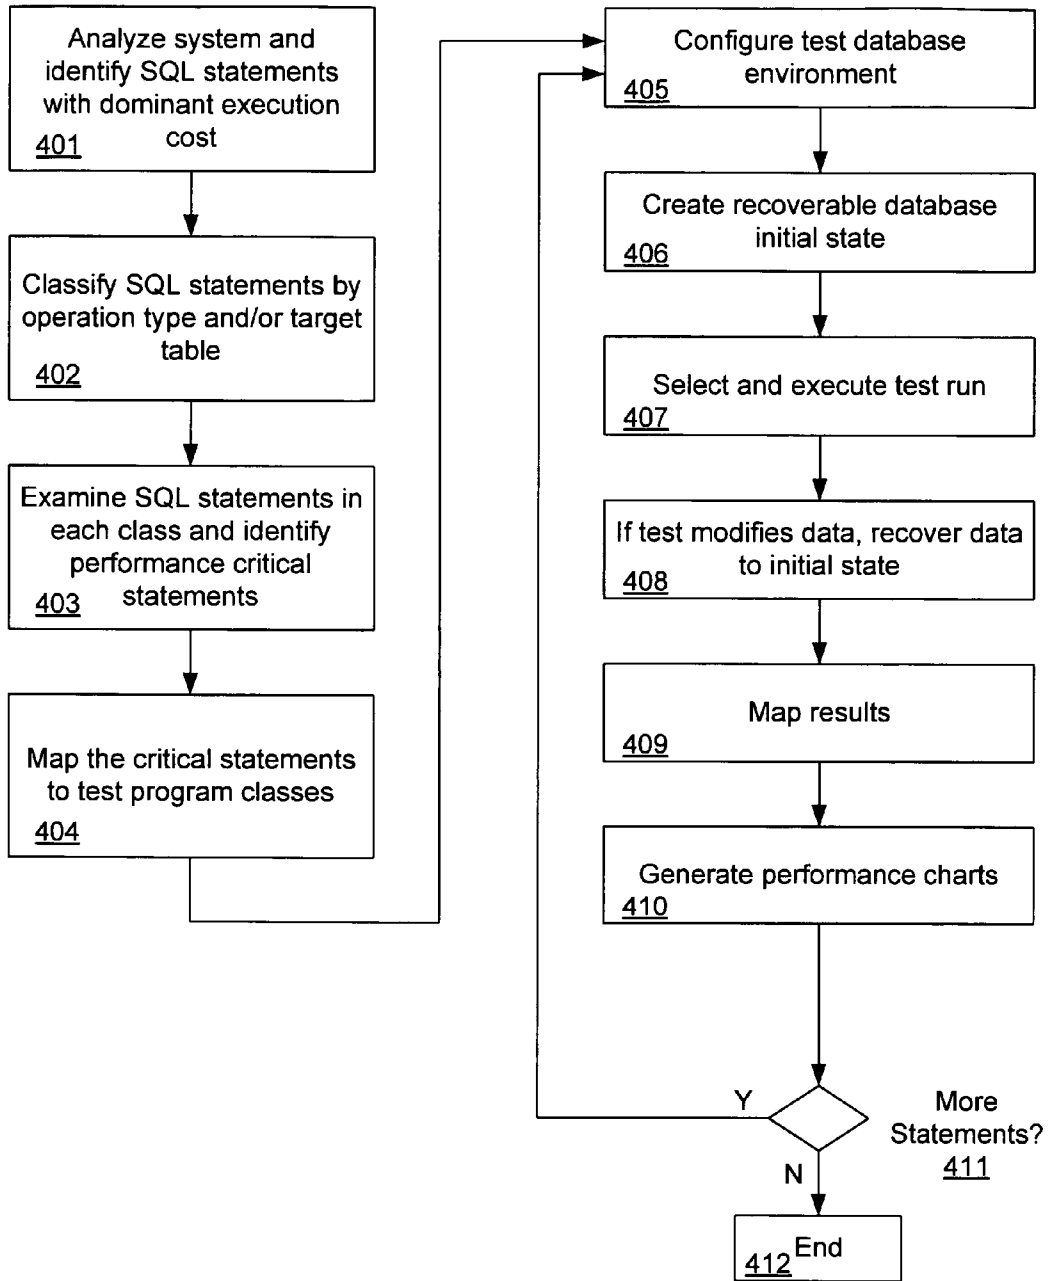 Analyze system and
identify SQL statements
with dominant execution
cost
401
Classify SQL statements by
operation type and/or target
table
402
Examine SQL statements in
each class and identify
performance critical
statements
403
Map the critical statements
to test program classes
404
Configure test database
environment
405
Create recoverable database
initial state
406
Select and execute test run
407
If test modifies data, recover data
to initial state
408
Map results
409
Generate performance charts
410
Y
More
Statements?
411
N
End
412